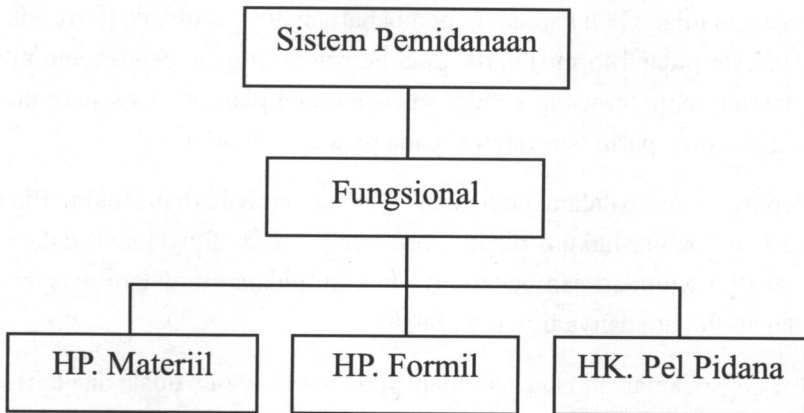 Sistem Pemidanaan
Fungsional
HP. Materiil
HP. Formil
HK. Pel Pidana